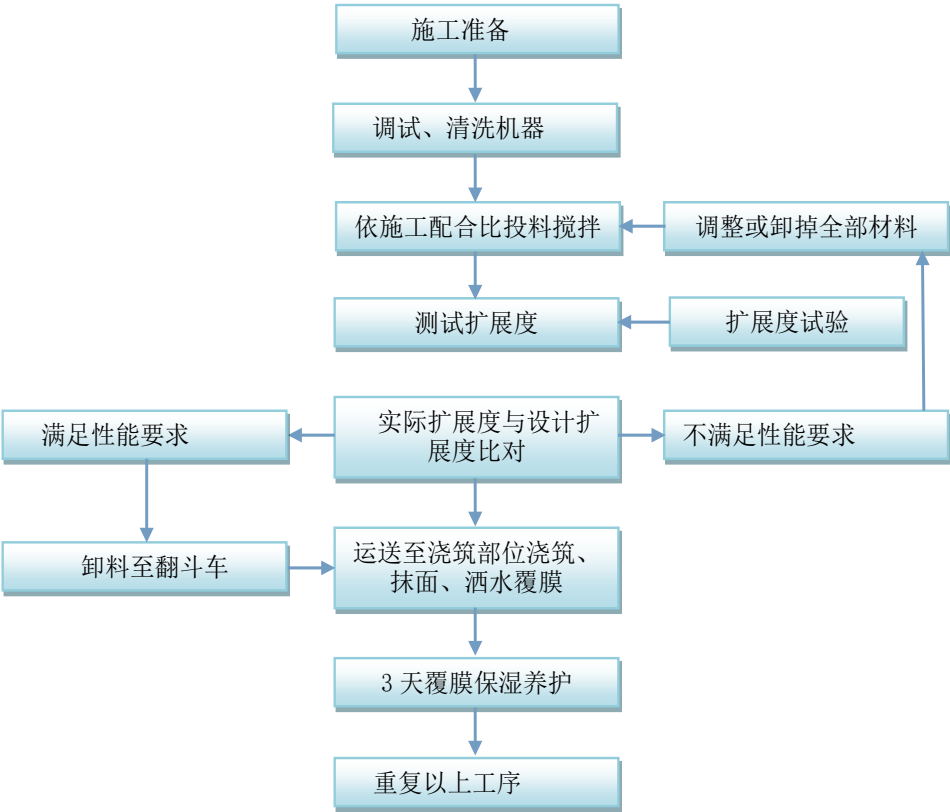 施工准备
调试、清洗机器
依施工配合比投料搅拌
调整或卸掉全部材料
测试扩展度
扩展度试验
满足性能要求
实际扩展度与设计扩
展度比对
不满足性能要求
卸料至翻斗车
运送至浇筑部位浇筑、
抹面、洒水覆膜
3 天覆膜保湿养护
重复以上工序